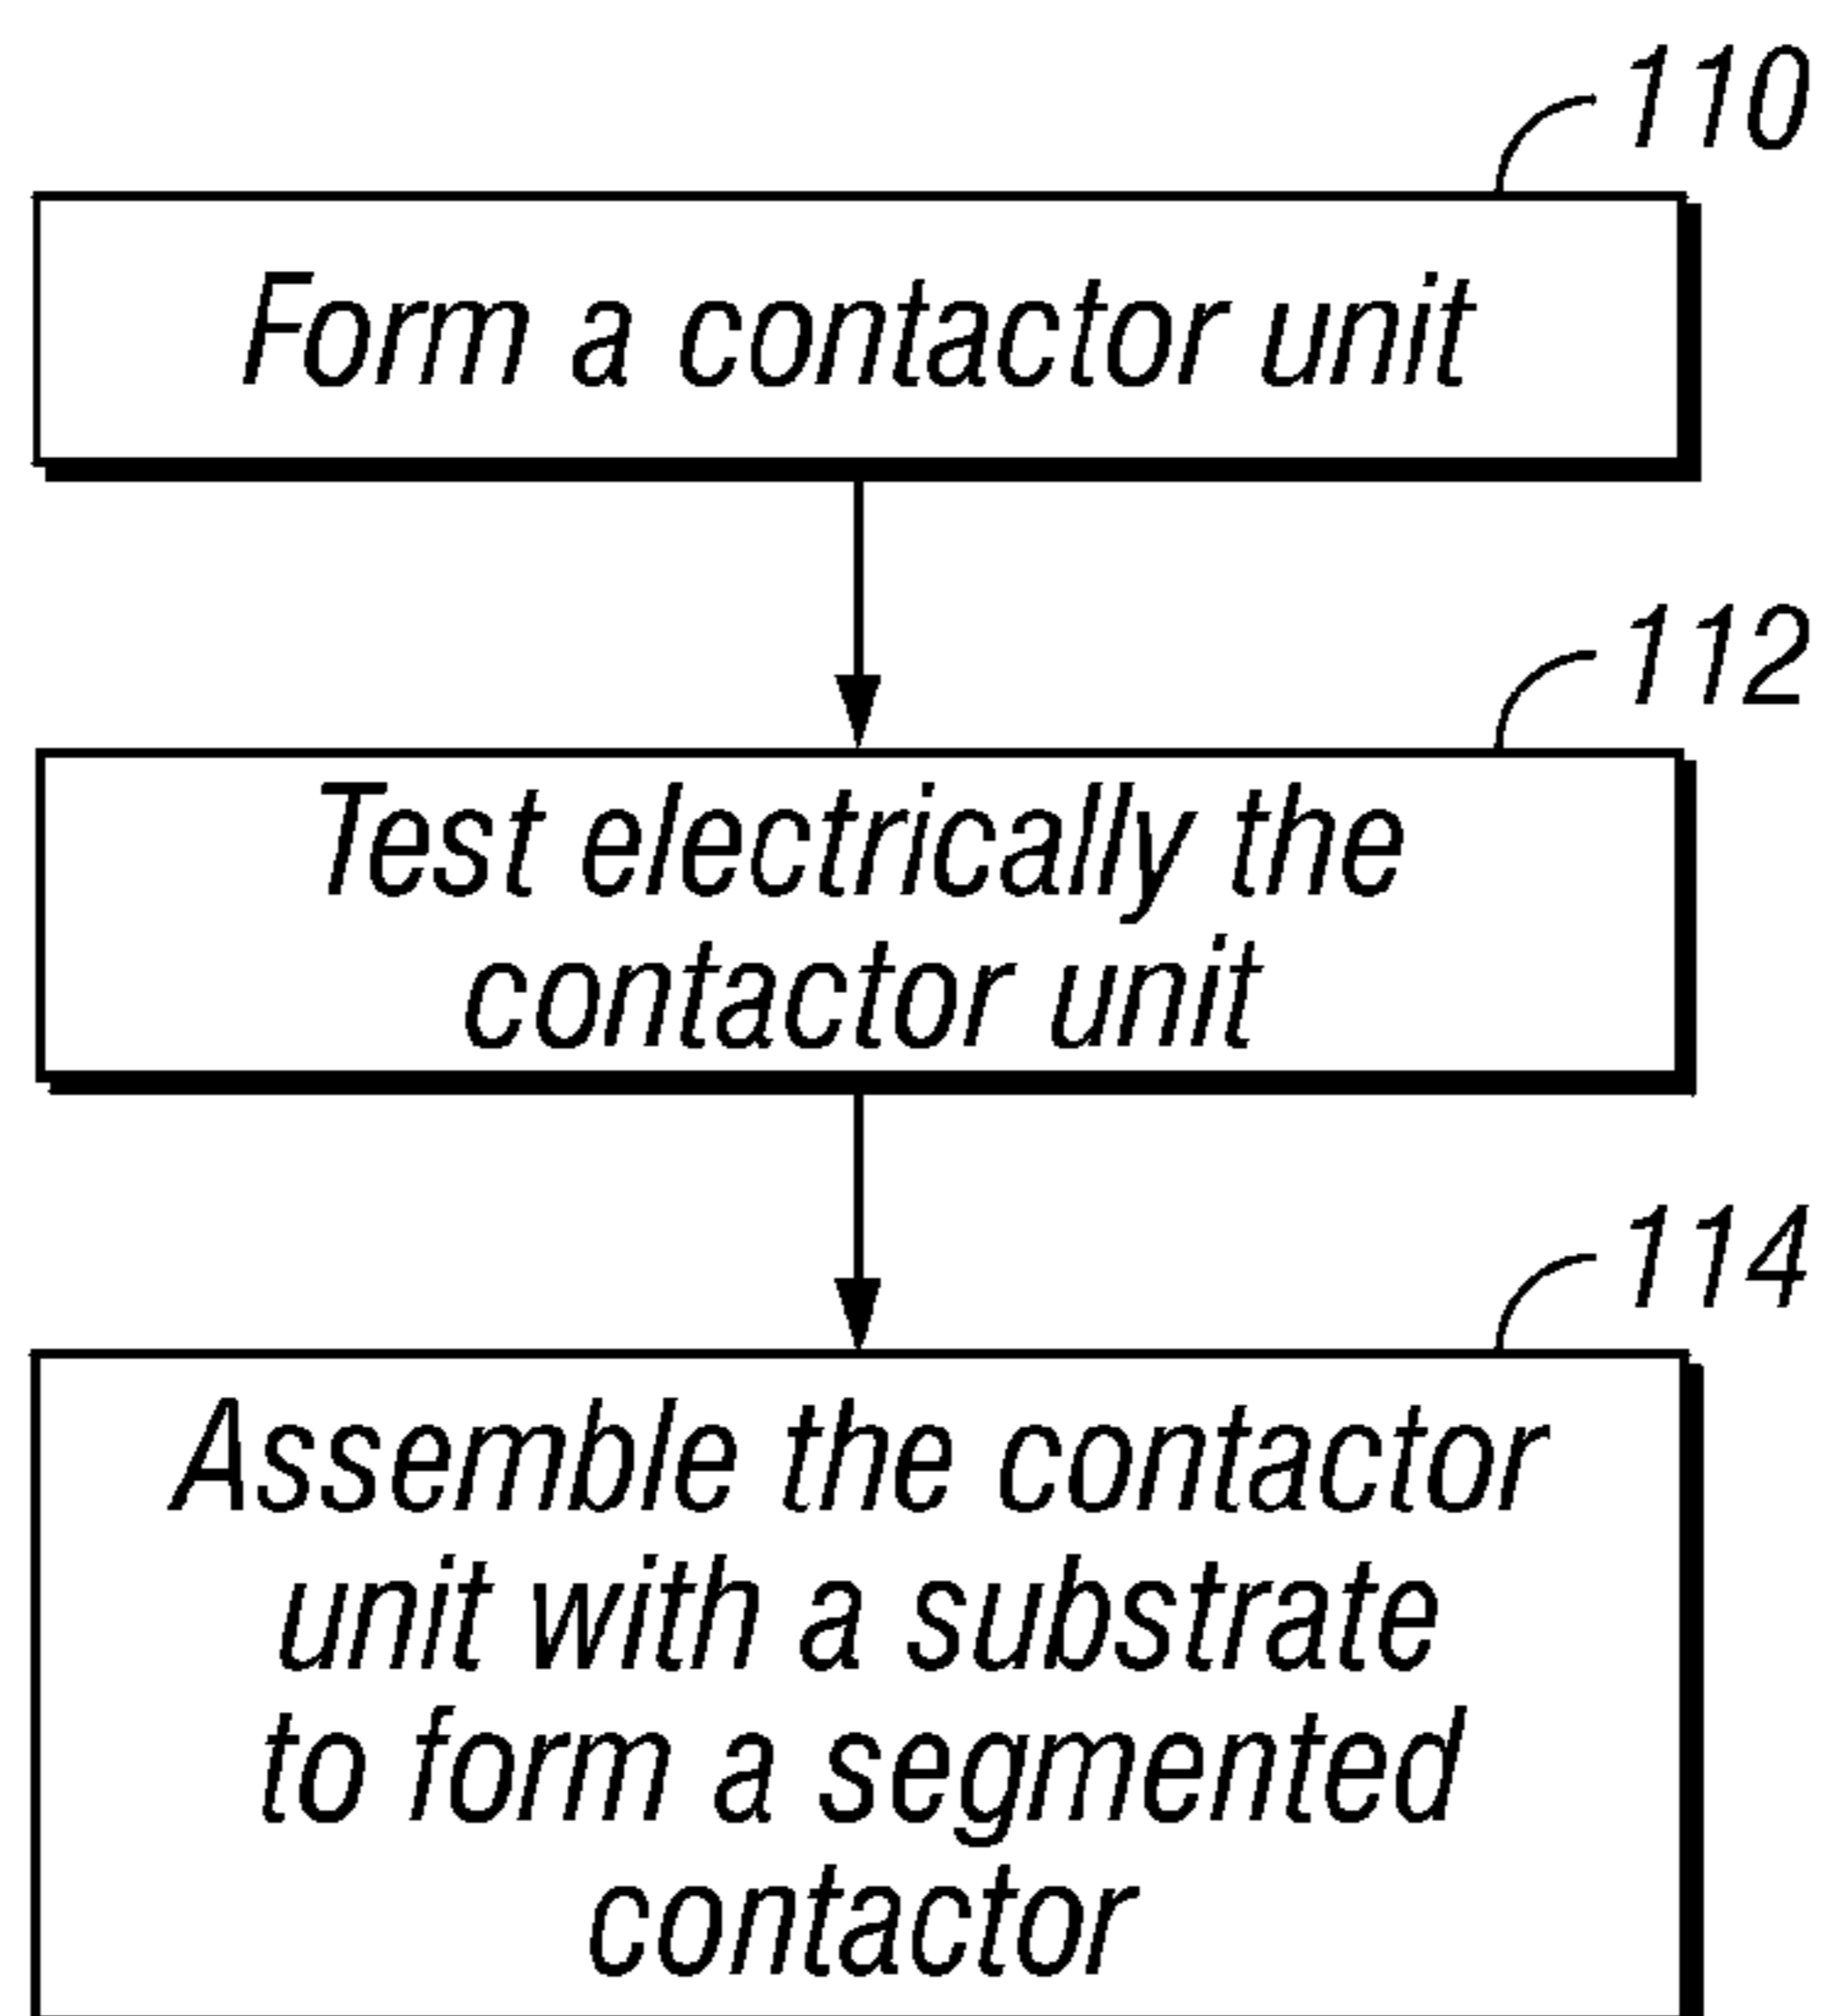 110
Form a contactor unit
112
Test electrically the
contactor unit
114
Assemble the contactor
unit with a substrate
to form a segmented
contactor